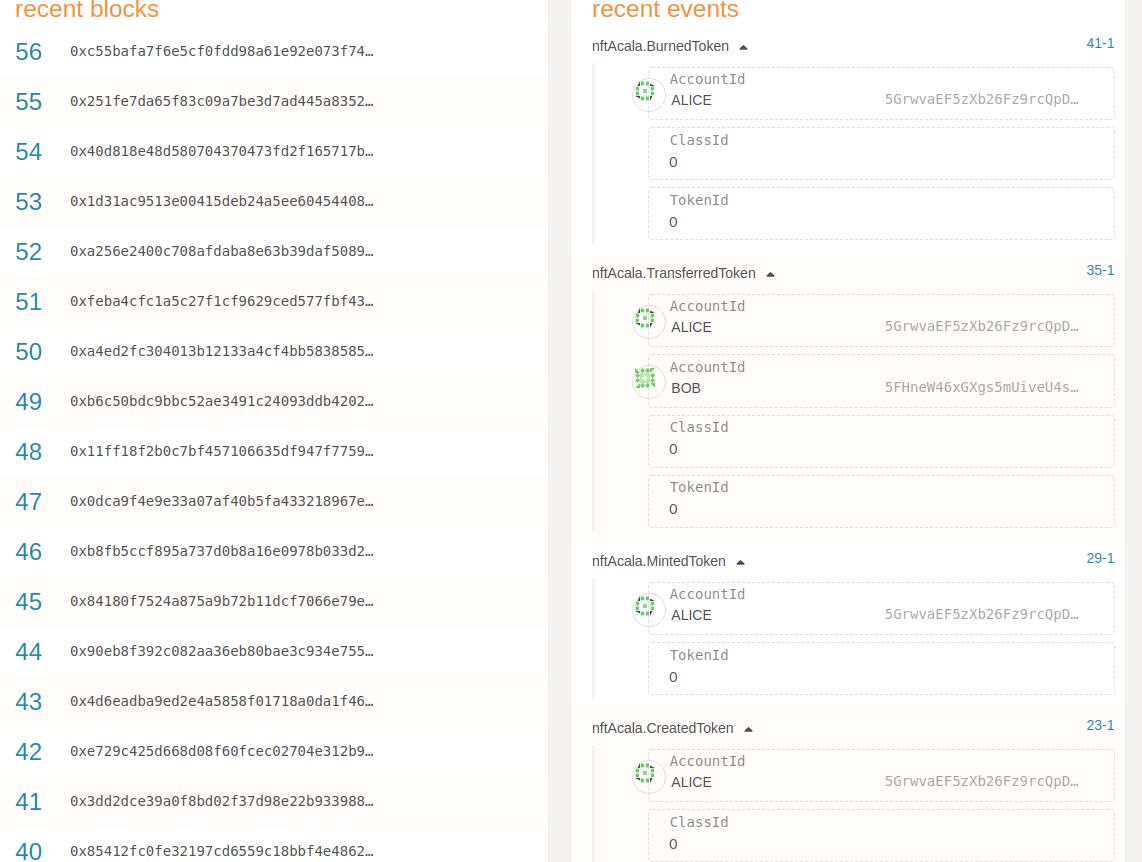 recent blocks
56 0xc55bafa7f6e5cf0fdd98a61e92e073f74…
55 0x251fe7da65f83c09a7be3d7ad445a8352…
54 0x40d818e48d580704370473fd2f165717b…
53 0x1d31ac9513e00415deb24a5ee60454408…
52 0xa256e2400c708afdaba8e63b39daf5089…
51 0xfeba4cfc1a5c27f1cf9629ced577fbf43…
50 0xa4ed2fc304013b12133a4cf4bb5838585…
49 0xb6c50bdc9bbc52ae3491c24093ddb4202…
48 0x11ff18f2b0c7bf457106635df947f7759…
47 0x0dca9f4e9e33a07af40b5fa433218967e…
46 0xb8fb5ccf895a737d0b8a16e0978b033d2…
45 0x84180f7524a875a9b72b11dcf7066e79e…
44 0x90eb8f392c082aa36eb80bae3c934e755…
43 0x4d6eadba9ed2e4a5858f01718a0da1f46…
42 0xe729c425d668d08f60fcec02704e312b9…
41 0x3dd2dce39a0f8bd02f37d98e22b933988…
40 0x85412fc0fe32197cd6559c18bbf4e4862…
recent events
nftAcala.BurnedToken 41-1
AccountId
ALICE 5GrwvaEF5zXb26Fz9rcQpD…
ClassId
0
TokenId
0
nftAcala.TransferredToken 35-1
AccountId
ALICE 5GrwvaEF5zXb26Fz9rcQpD…
AccountId
BOB 5FHneW46xGXgs5mUiveU4s…
ClassId
0
TokenId
0
nftAcala.MintedToken 29-1
AccountId
ALICE 5GrwvaEF5zXb26Fz9rcQpD…
TokenId
0
nftAcala.CreatedToken 23-1
AccountId
ALICE 5GrwvaEF5zXb26Fz9rcQpD…
ClassId
0